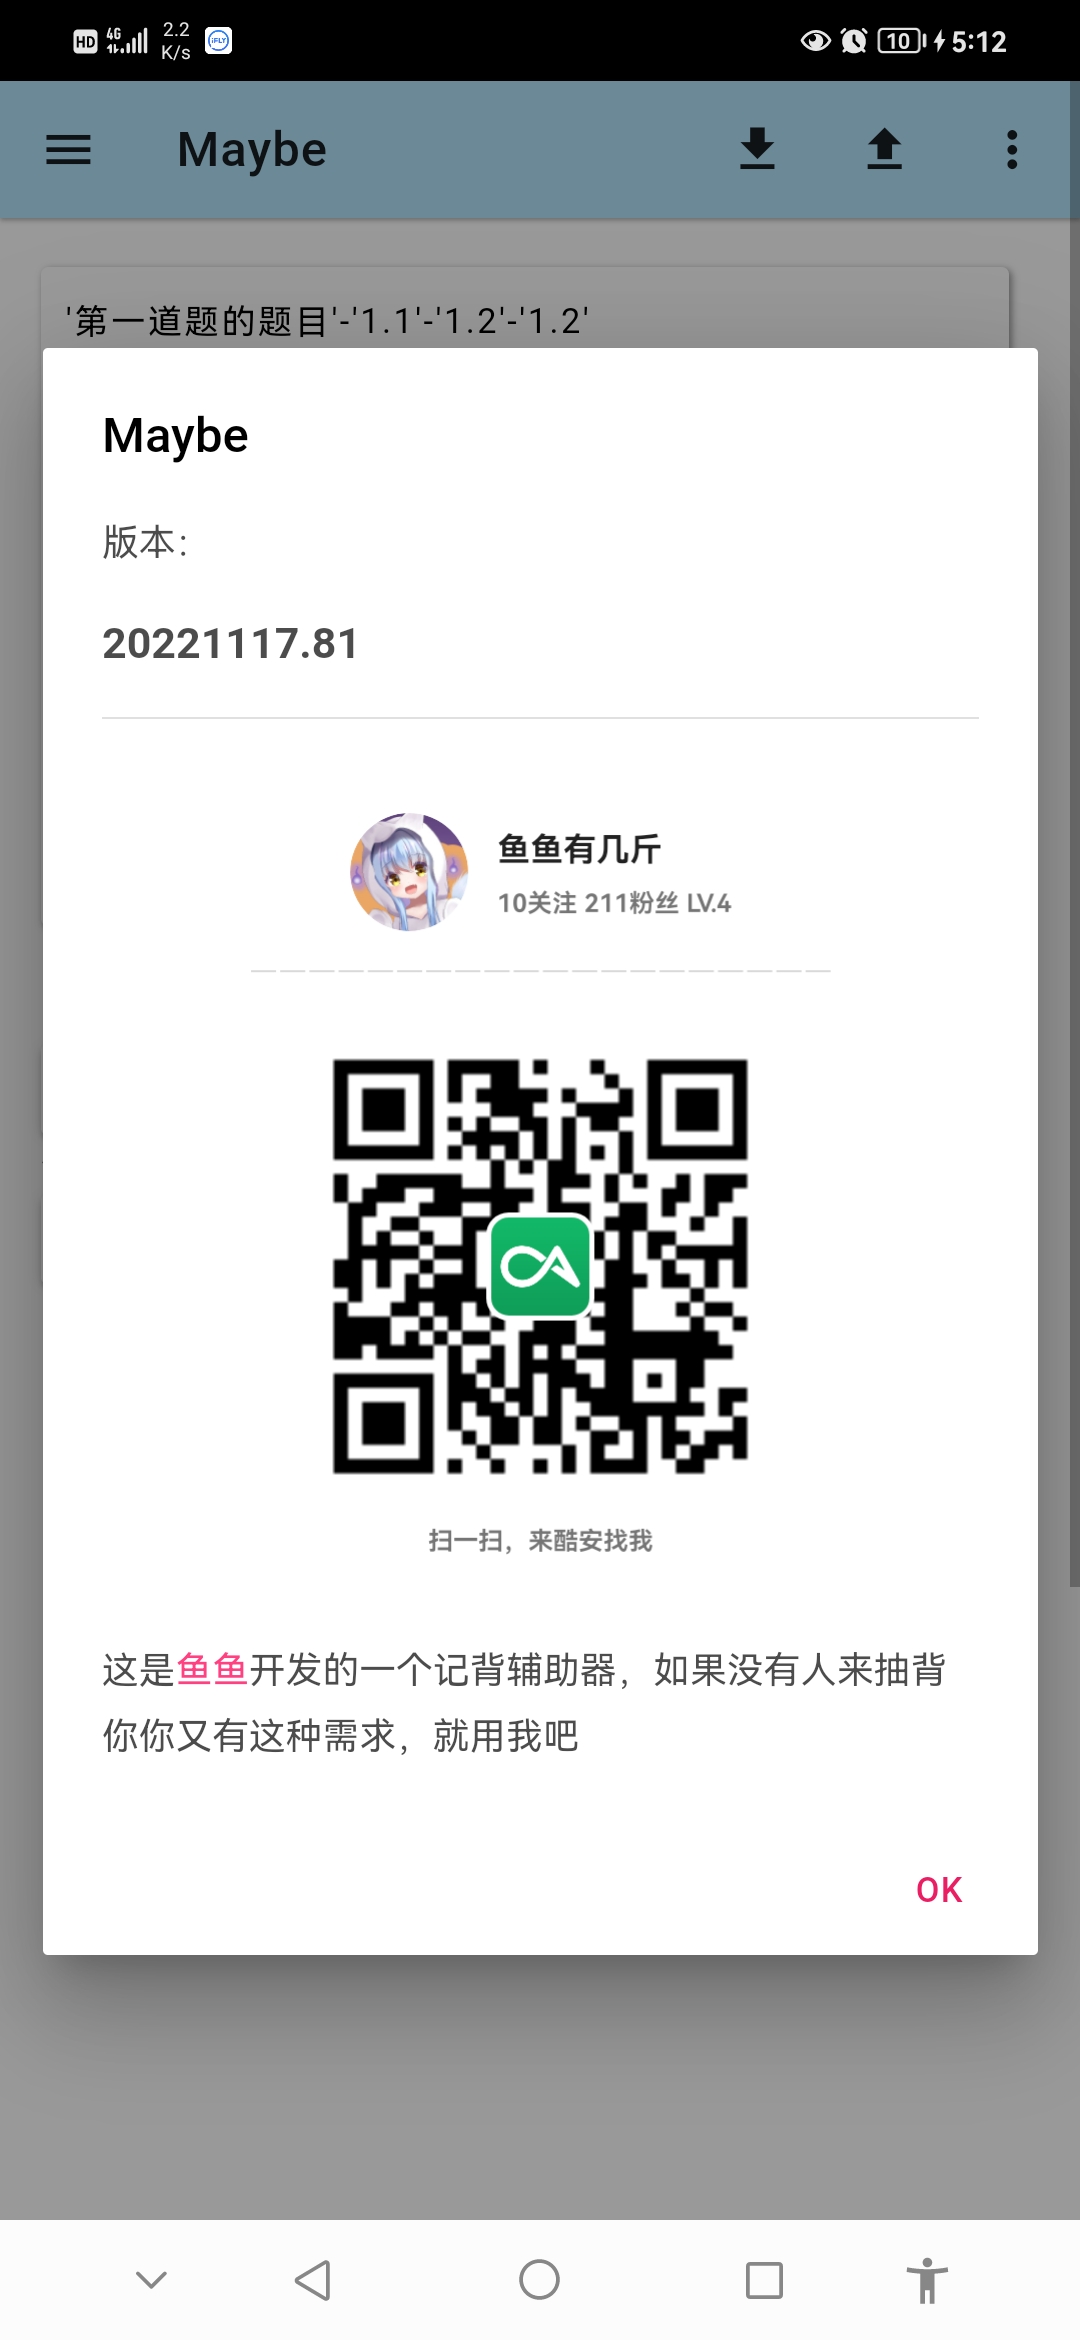 HD 4G 2.2 K/s iFLY 10 5:12
Maybe
'第一道题的题目'-'1.1'-'1.2'-'1.2'
Maybe
版本：
20221117.81
鱼鱼有几斤
10关注 211粉丝 LV.4
扫一扫，来酷安找我
这是鱼鱼开发的一个记背辅助器，如果没有人来抽背
你你又有这种需求，就用我吧
OK